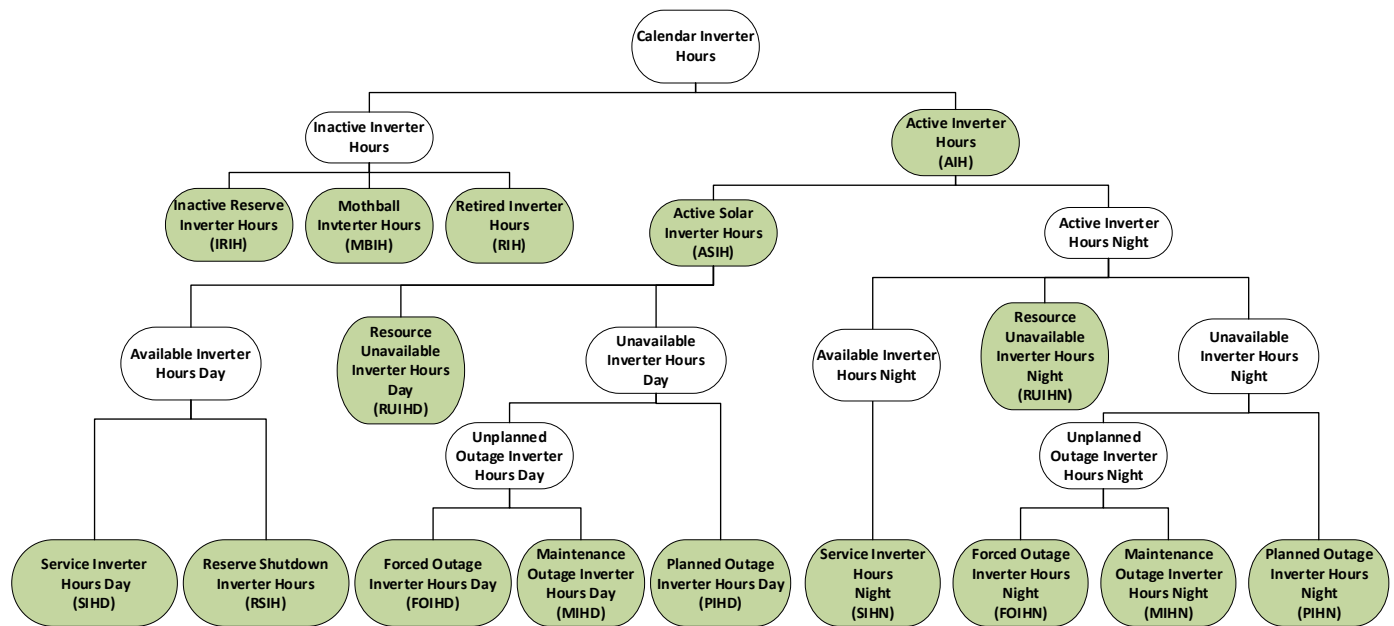 Calendar Inverter
Hours
Inactive Inverter
Hours
Active Inverter
Hours
(AIH)
Inactive Reserve
Inverter Hours
(IRIH)
Mothball
Invterter Hours
(MBIH)
Retired Inverter
Hours
(RIH)
Active Solar
Inverter Hours
(ASIH)
Active Inverter
Hours Night
Available Inverter
Hours Day
Resource
Unavailable
Inverter Hours
Day
(RUIHD)
Unavailable
Inverter Hours
Day
Available Inverter
Hours Night
Resource
Unavailable
Inverter Hours
Night
(RUIHN)
Unavailable
Inverter Hours
Night
Unplanned
Outage Inverter
Hours Day
Unplanned
Outage Inverter
Hours Night
Service Inverter
Hours Day
(SIHD)
Reserve Shutdown
Inverter Hours
(RSIH)
Forced Outage
Inverter Hours Day
(FOIHD)
Maintenance
Outage Inverter
Hours Day
(MIHD)
Planned Outage
Inverter Hours Day
(PIHD)
Service Inverter
Hours
Night
(SIHN)
Forced Outage
Inverter Hours
Night
(FOIHN)
Maintenance
Outage Inverter
Hours Night
(MIHN)
Planned Outage
Inverter Hours
Night
(PIHN)